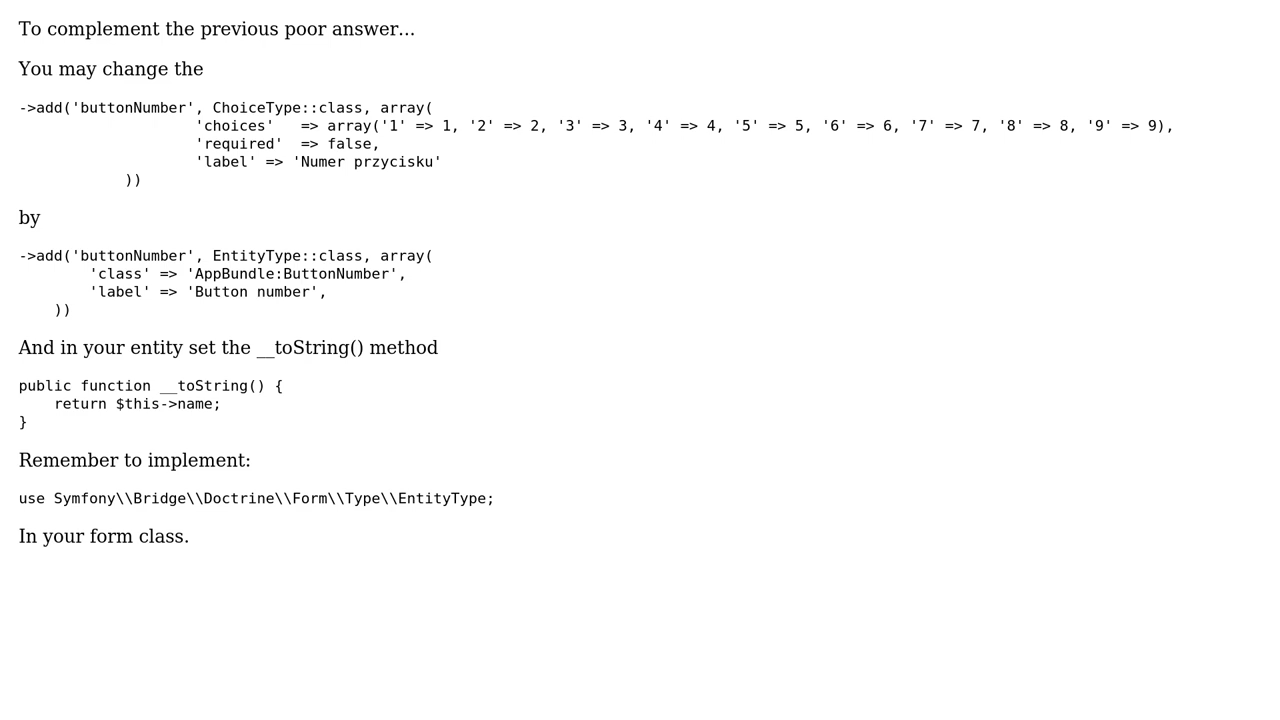 To complement the previous poor answer...
You may change the
->add('buttonNumber', ChoiceType::class, array(
                    'choices'   => array('1' => 1, '2' => 2, '3' => 3, '4' => 4, '5' => 5, '6' => 6, '7' => 7, '8' => 8, '9' => 9),
                    'required'  => false,
                    'label' => 'Numer przycisku'
            ))
by
->add('buttonNumber', EntityType::class, array(
        'class' => 'AppBundle:ButtonNumber',
        'label' => 'Button number',
    ))
And in your entity set the __toString() method
public function __toString() {
    return $this->name;
}
Remember to implement:
use Symfony\\Bridge\\Doctrine\\Form\\Type\\EntityType;
In your form class.